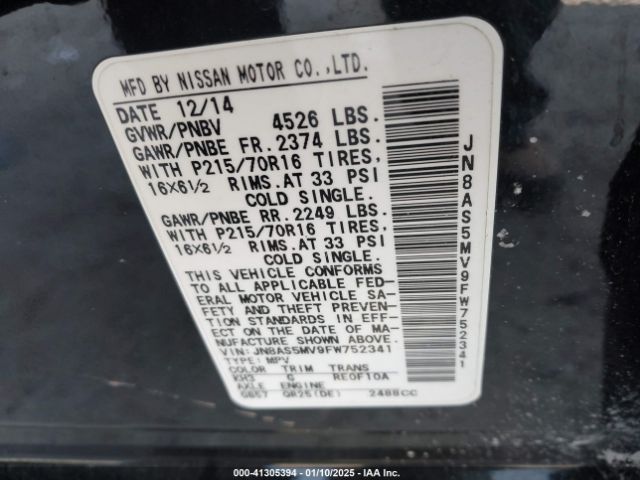 MFD BY NISSAN MOTOR CO.,LTD.
DATE 12/14
GVWR/PNBV 4526 LBS.
GAWR/PNBE FR. 2374 LBS.
WITH P215/70R16 TIRES,
16X6½ RIMS.AT 33 PSI
COLD SINGLE.
GAWR/PNBE RR. 2249 LBS.
WITH P215/70R16 TIRES,
16X6½ RIMS.AT 33 PSI
COLD SINGLE.
THIS VEHICLE CONFORMS
TO ALL APPLICABLE FED-
ERAL MOTOR VEHICLE SA-
FETY AND THEFT PREVEN-
TION STANDARDS IN EFF-
ECT ON THE DATE OF MA-
NUFACTURE SHOWN ABOVE.
VIN: JN8AS5MV9FW752341
TYPE: MPV
COLOR TRIM TRANS
KH3 G RE0F10A
AXLE ENGINE
GB57 QR25(DE) 2488CC
JN8AS5MV9FW752341
000-41305394 - 01/10/2025 - IAA Inc.